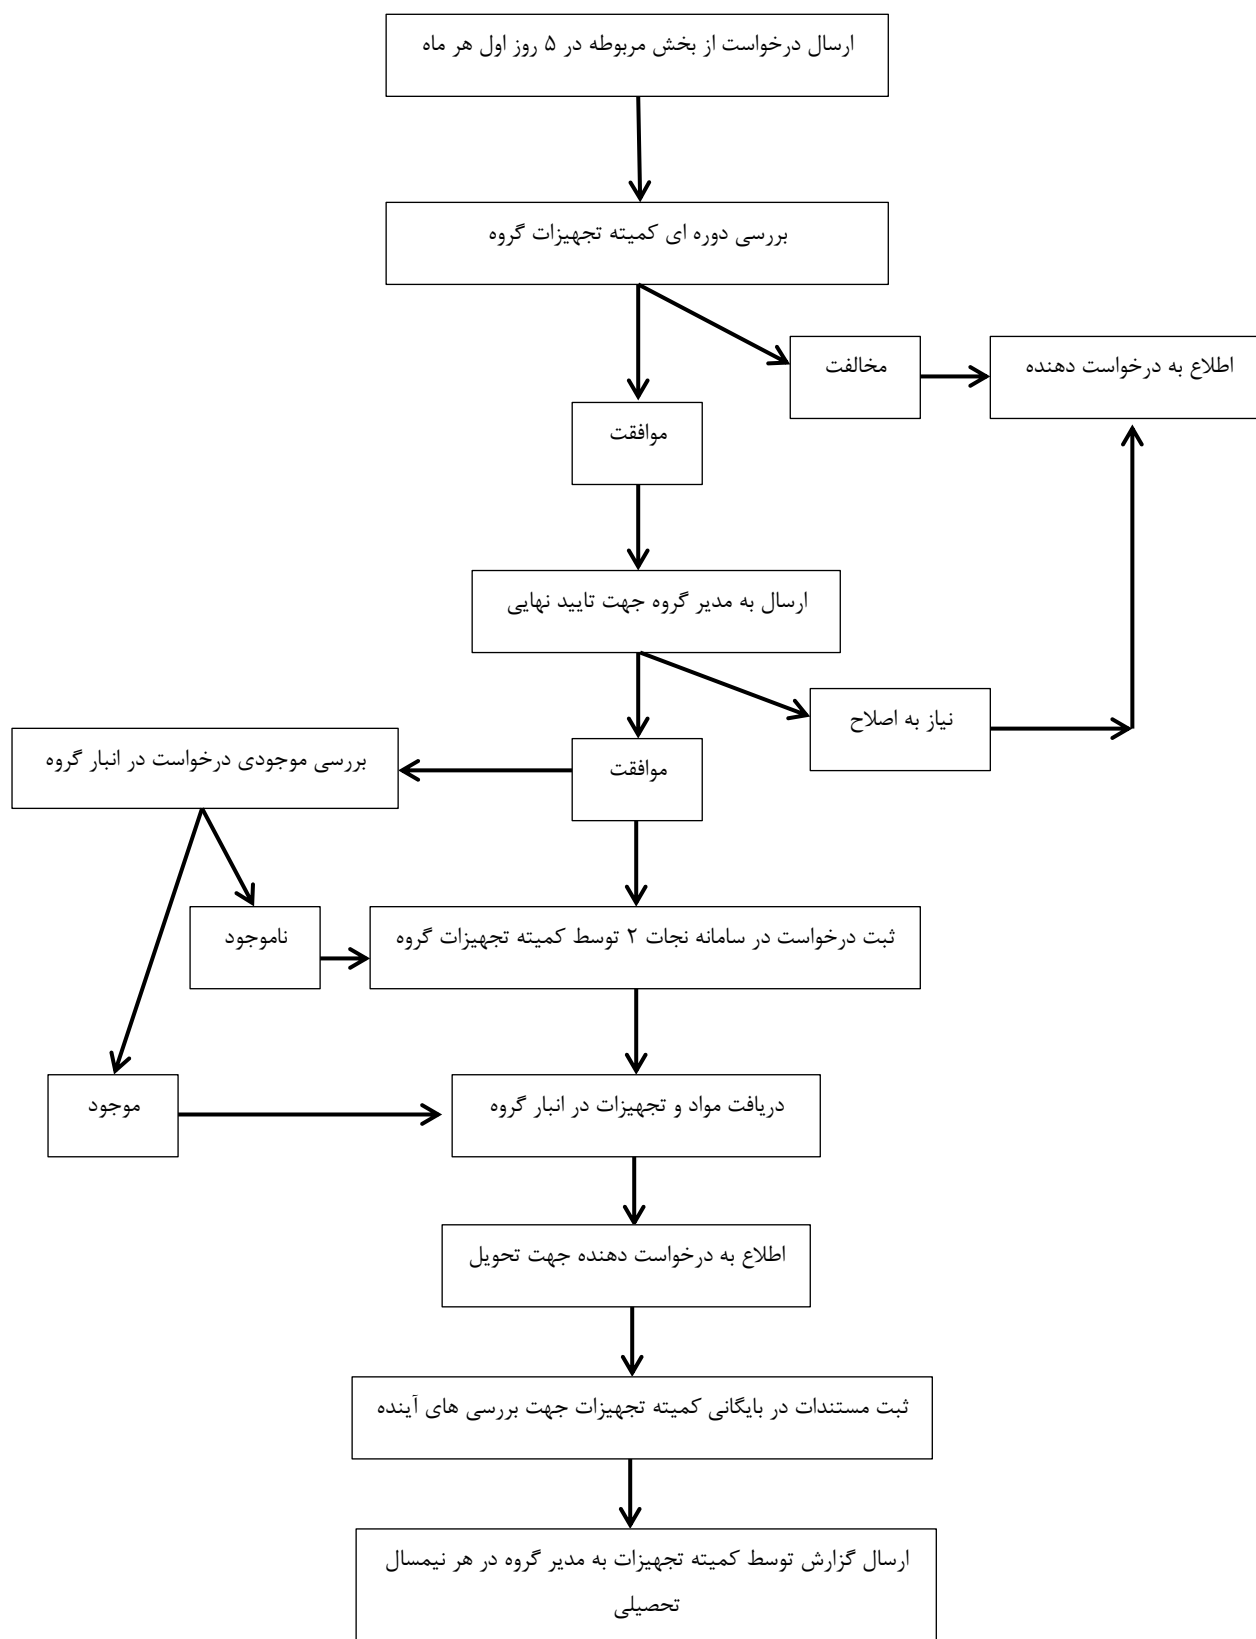 ارسال درخواست از بخش مربوطه در ۵ روز اول هر ماه
بررسی دوره ای کمیته تجهیزات گروه
مخالفت
اطلاع به درخواست دهنده
موافقت
ارسال به مدیر گروه جهت تایید نهایی
نیاز به اصلاح
موافقت
بررسی موجودی درخواست در انبار گروه
ناموجود
ثبت درخواست در سامانه نجات ۲ توسط کمیته تجهیزات گروه
موجود
دریافت مواد و تجهیزات در انبار گروه
اطلاع به درخواست دهنده جهت تحویل
ثبت مستندات در بایگانی کمیته تجهیزات جهت بررسی های آینده
ارسال گزارش توسط کمیته تجهیزات به مدیر گروه در هر نیمسال
تحصیلی